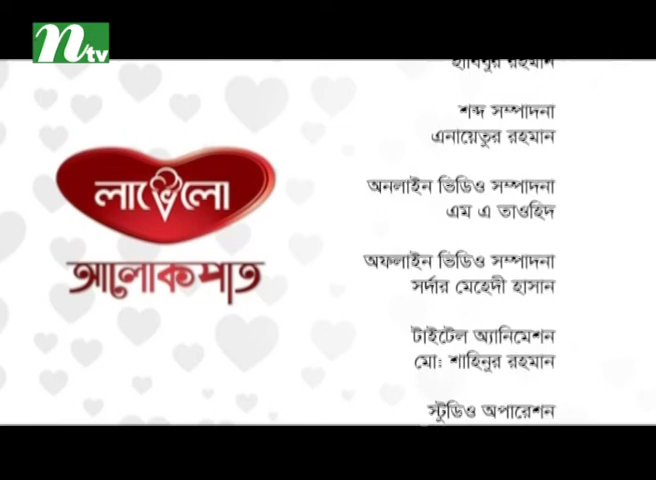 ntv
হাবিবুর রহমান
শব্দ সম্পাদনা
এনায়েতুর রহমান
লাভেলো
আলোকপাত
অনলাইন ভিডিও সম্পাদনা
এম এ তাওহিদ
অফলাইন ভিডিও সম্পাদনা
সর্দার মেহেদী হাসান
টাইটেল অ্যানিমেশন
মো: শাহিনুর রহমান
স্টুডিও অপারেশন